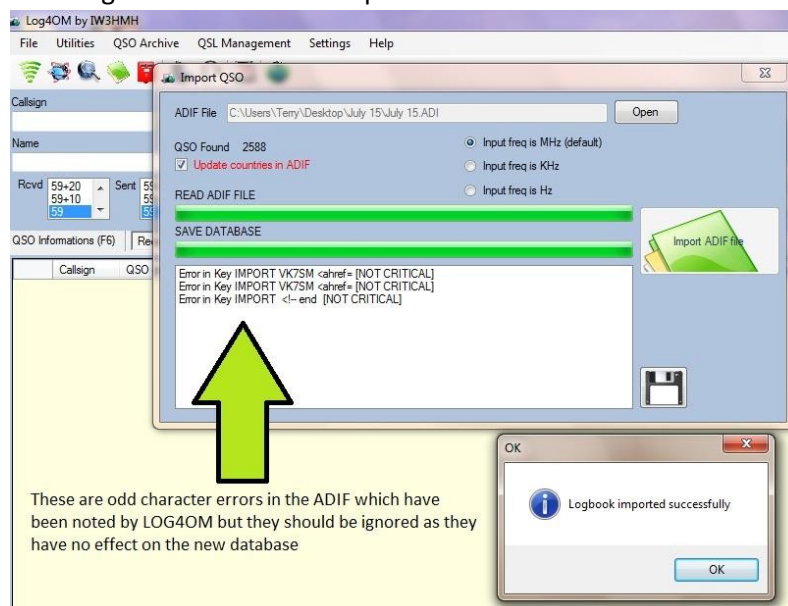 Log4OM by IW3HMH
File Utilities QSO Archive QSL Management Settings Help
Import QSO
Callsign
ADIF File C:\Users\Terry\Desktop\July 15\July 15.ADI Open
Name
QSO Found 2588
Update countries in ADIF
Input freq is MHz (default)
Input freq is KHz
Input freq is Hz
Rcvd 59+20 Sent
59+10
59
READ ADIF FILE
SAVE DATABASE
Import ADIF file
QSO Informations (F6)
Callsign QSO
Error in Key IMPORT VK7SM <ahref= [NOT CRITICAL]
Error in Key IMPORT VK7SM <ahref= [NOT CRITICAL]
Error in Key IMPORT <!-- end [NOT CRITICAL]
These are odd character errors in the ADIF which have
been noted by LOG4OM but they should be ignored as they
have no effect on the new database
OK
Logbook imported successfully
OK